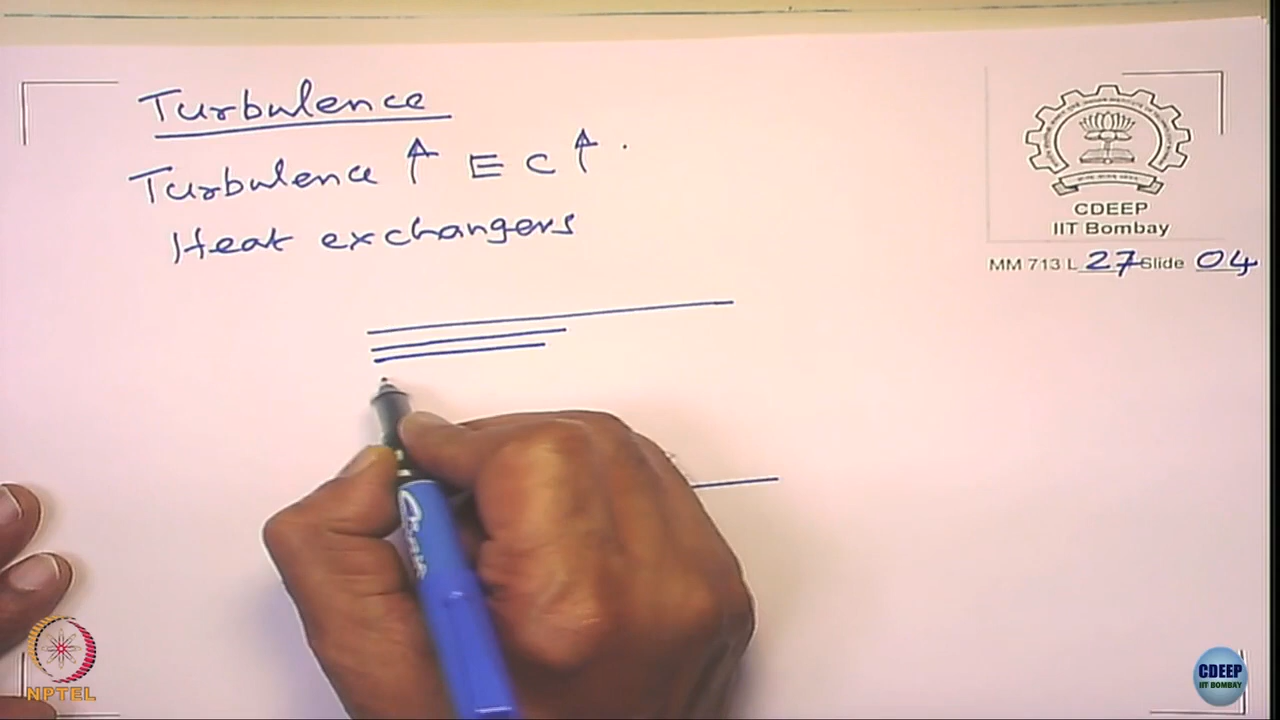 Turbulence
Turbulence ↑ E C ↑ .
Heat exchangers
CDEEP
IIT Bombay
MM 713 L 27 Slide 04
NPTEL
CDEEP
IIT BOMBAY